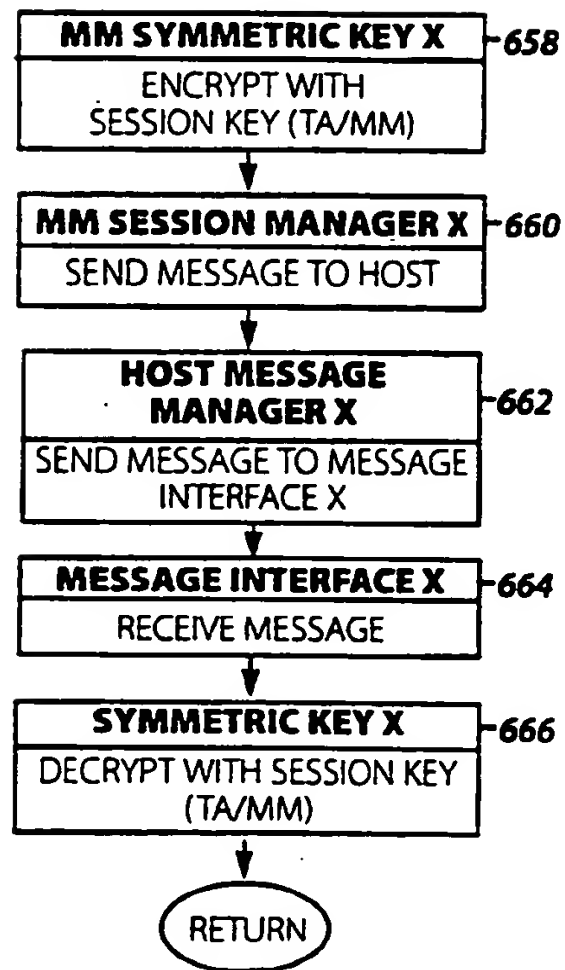 MM SYMMETRIC KEY X 658
ENCRYPT WITH
SESSION KEY (TA/MM)
MM SESSION MANAGER X 660
SEND MESSAGE TO HOST
HOST MESSAGE
MANAGER X 662
SEND MESSAGE TO MESSAGE
INTERFACE X
MESSAGE INTERFACE X 664
RECEIVE MESSAGE
SYMMETRIC KEY X 666
DECRYPT WITH SESSION KEY
(TA/MM)
RETURN